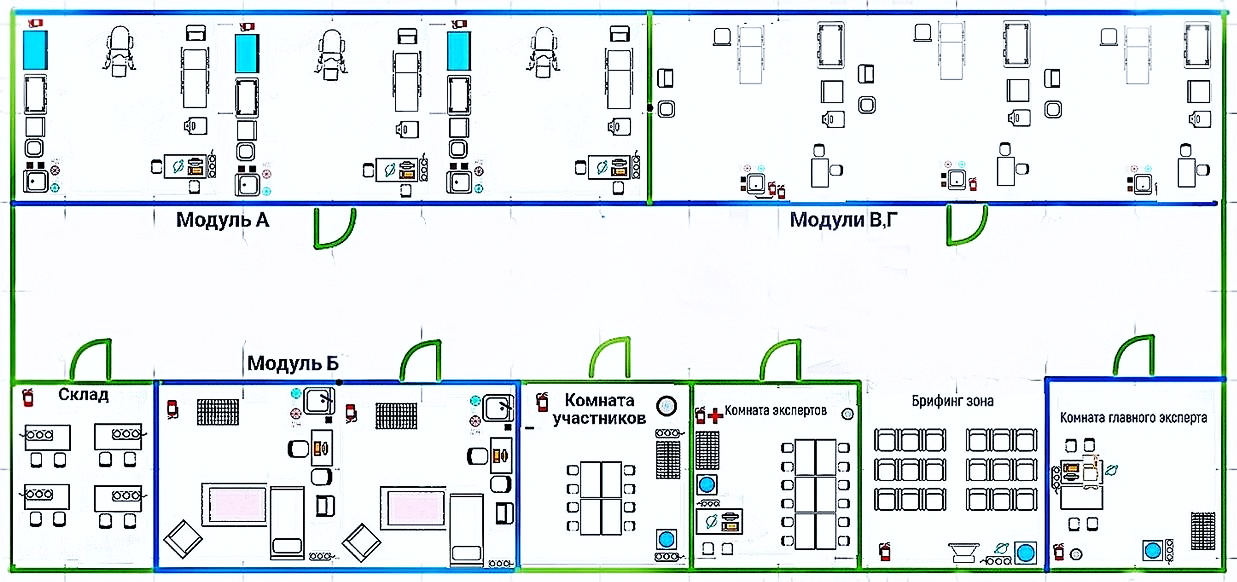 Модуль А
Модули В,Г
Модуль Б
Склад
Комната
участников
Комната экспертов
Брифинг зона
Комната главного эксперта